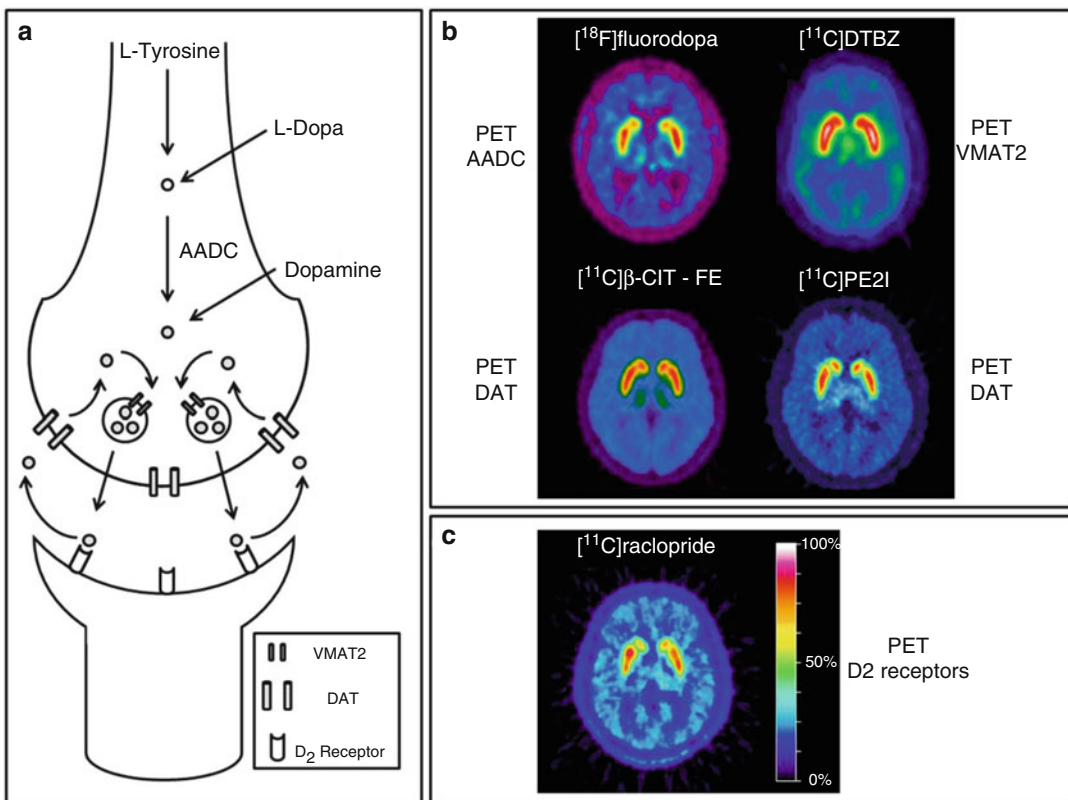 a
L-Tyrosine
L-Dopa
AADC
Dopamine
VMAT2
DAT
D2 Receptor
b
[18F]fluorodopa
[11C]DTBZ
PET
AADC
PET
VMAT2
[11C]β-CIT - FE
[11C]PE2I
PET
DAT
PET
DAT
c
[11C]raclopride
100%
50%
0%
PET
D2 receptors